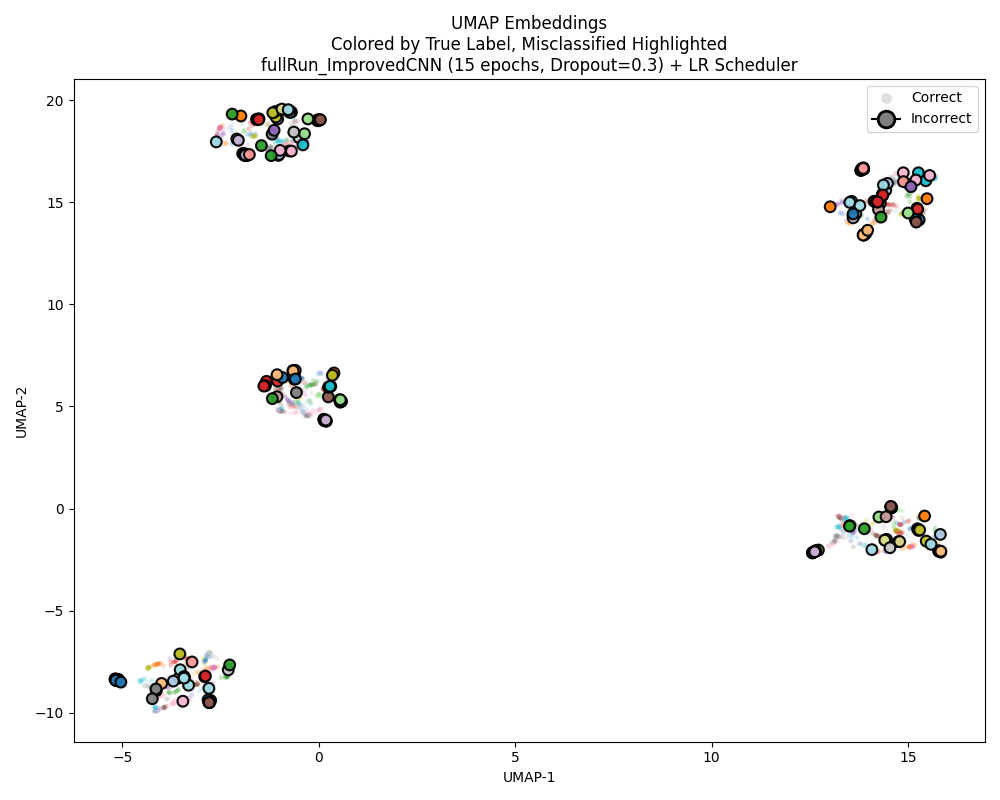 UMAP Embeddings
Colored by True Label, Misclassified Highlighted
fullRun_ImprovedCNN (15 epochs, Dropout=0.3) + LR Scheduler
Correct
Incorrect
20
15
10
5
0
−5
−10
UMAP-2
−5
0
5
10
15
UMAP-1